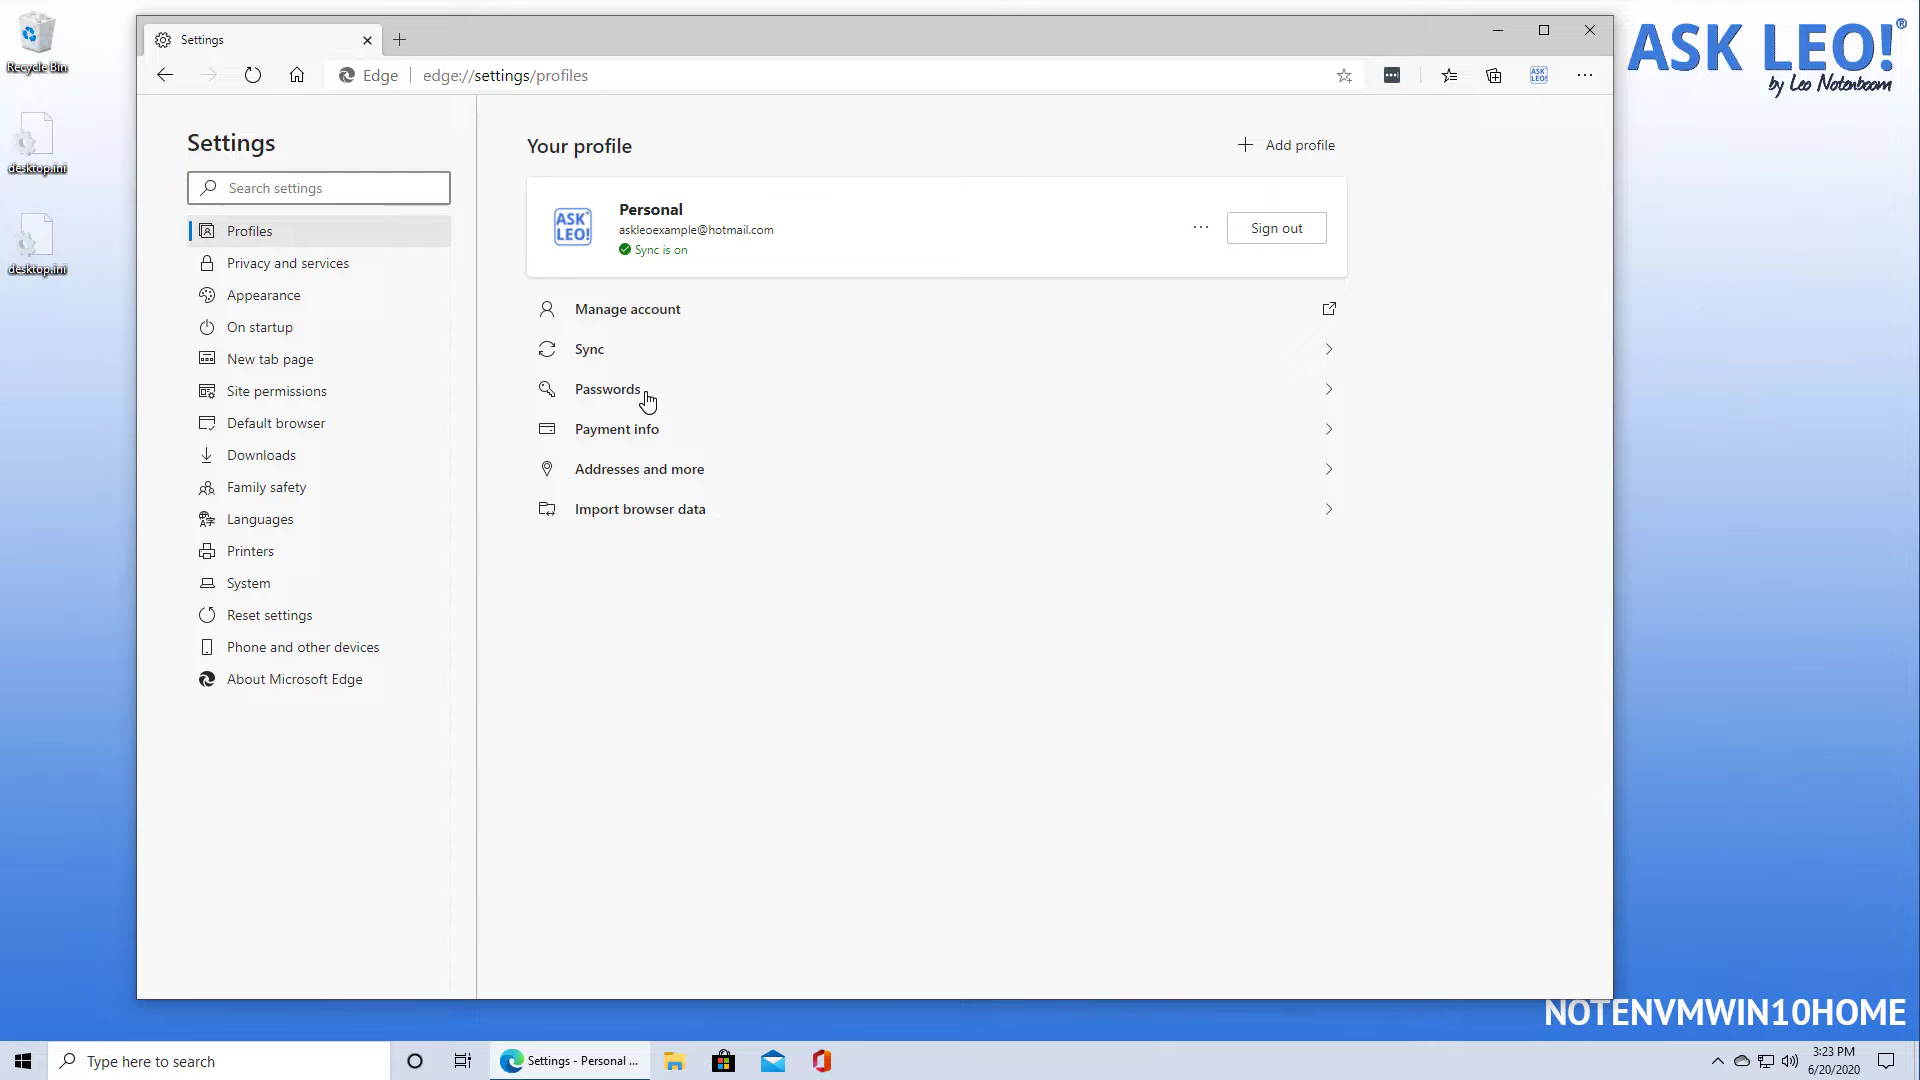 Recycle Bin
desktop.ini
desktop.ini
Settings
Edge
edge://settings/profiles
ASK LEO!
ASK LEO!®
by Leo Notenboom
Settings
Search settings
Profiles
Privacy and services
Appearance
On startup
New tab page
Site permissions
Default browser
Downloads
Family safety
Languages
Printers
System
Reset settings
Phone and other devices
About Microsoft Edge
Your profile
Add profile
ASK®
LEO!
Personal
askleoexample@hotmail.com
Sync is on
Sign out
Manage account
Sync
Passwords
Payment info
Addresses and more
Import browser data
NOTENVMWIN10HOME
Type here to search
Settings - Personal ...
3:23 PM
6/20/2020